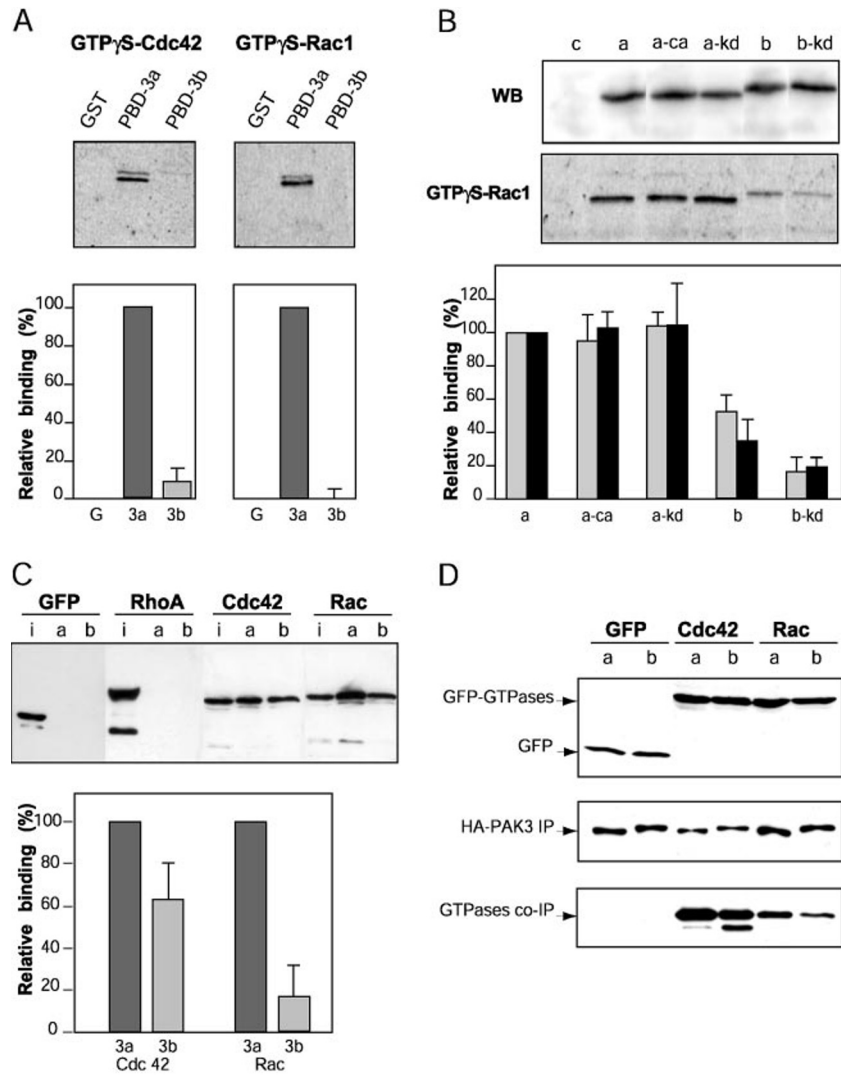 A
GTPγS-Cdc42 GTPγS-Rac1
GST PBD-3a PBD-3b GST PBD-3a PBD-3b
Relative binding (%)
100
80
60
40
20
0
G 3a 3b G 3a 3b
B
c a a-ca a-kd b b-kd
WB
GTPγS-Rac1
Relative binding (%)
120
100
80
60
40
20
0
a a-ca a-kd b b-kd
C
GFP RhoA Cdc42 Rac
i a b i a b i a b i a b
Relative binding (%)
100
80
60
40
20
0
3a 3b 3a 3b
Cdc 42 Rac
D
GFP Cdc42 Rac
a b a b a b
GFP-GTPases
GFP
HA-PAK3 IP
GTPases co-IP